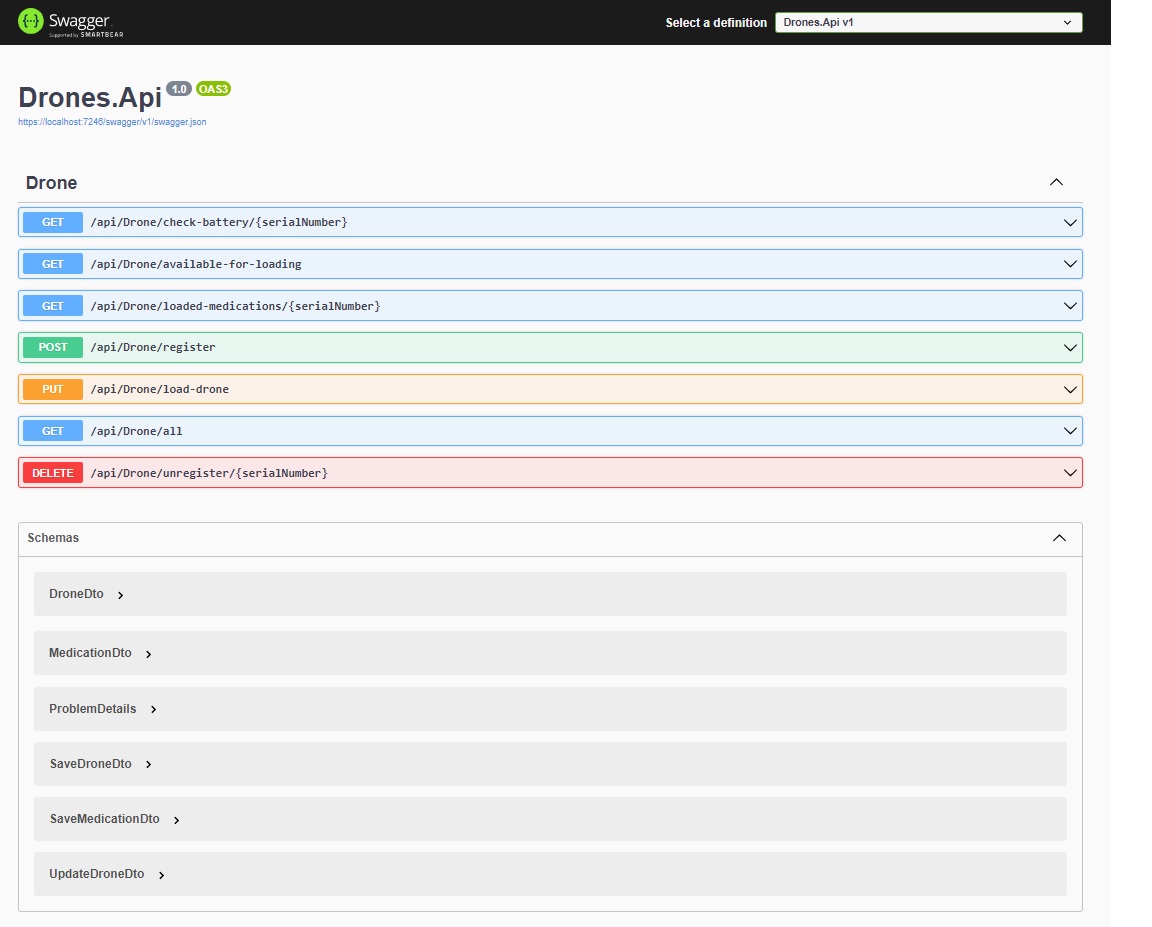 Swagger
Supported by SMARTBEAR
Select a definition
Drones.Api v1
Drones.Api 1.0 OAS3
https://localhost:7246/swagger/v1/swagger.json
Drone
GET /api/Drone/check-battery/{serialNumber}
GET /api/Drone/available-for-loading
GET /api/Drone/loaded-medications/{serialNumber}
POST /api/Drone/register
PUT /api/Drone/load-drone
GET /api/Drone/all
DELETE /api/Drone/unregister/{serialNumber}
Schemas
DroneDto
MedicationDto
ProblemDetails
SaveDroneDto
SaveMedicationDto
UpdateDroneDto